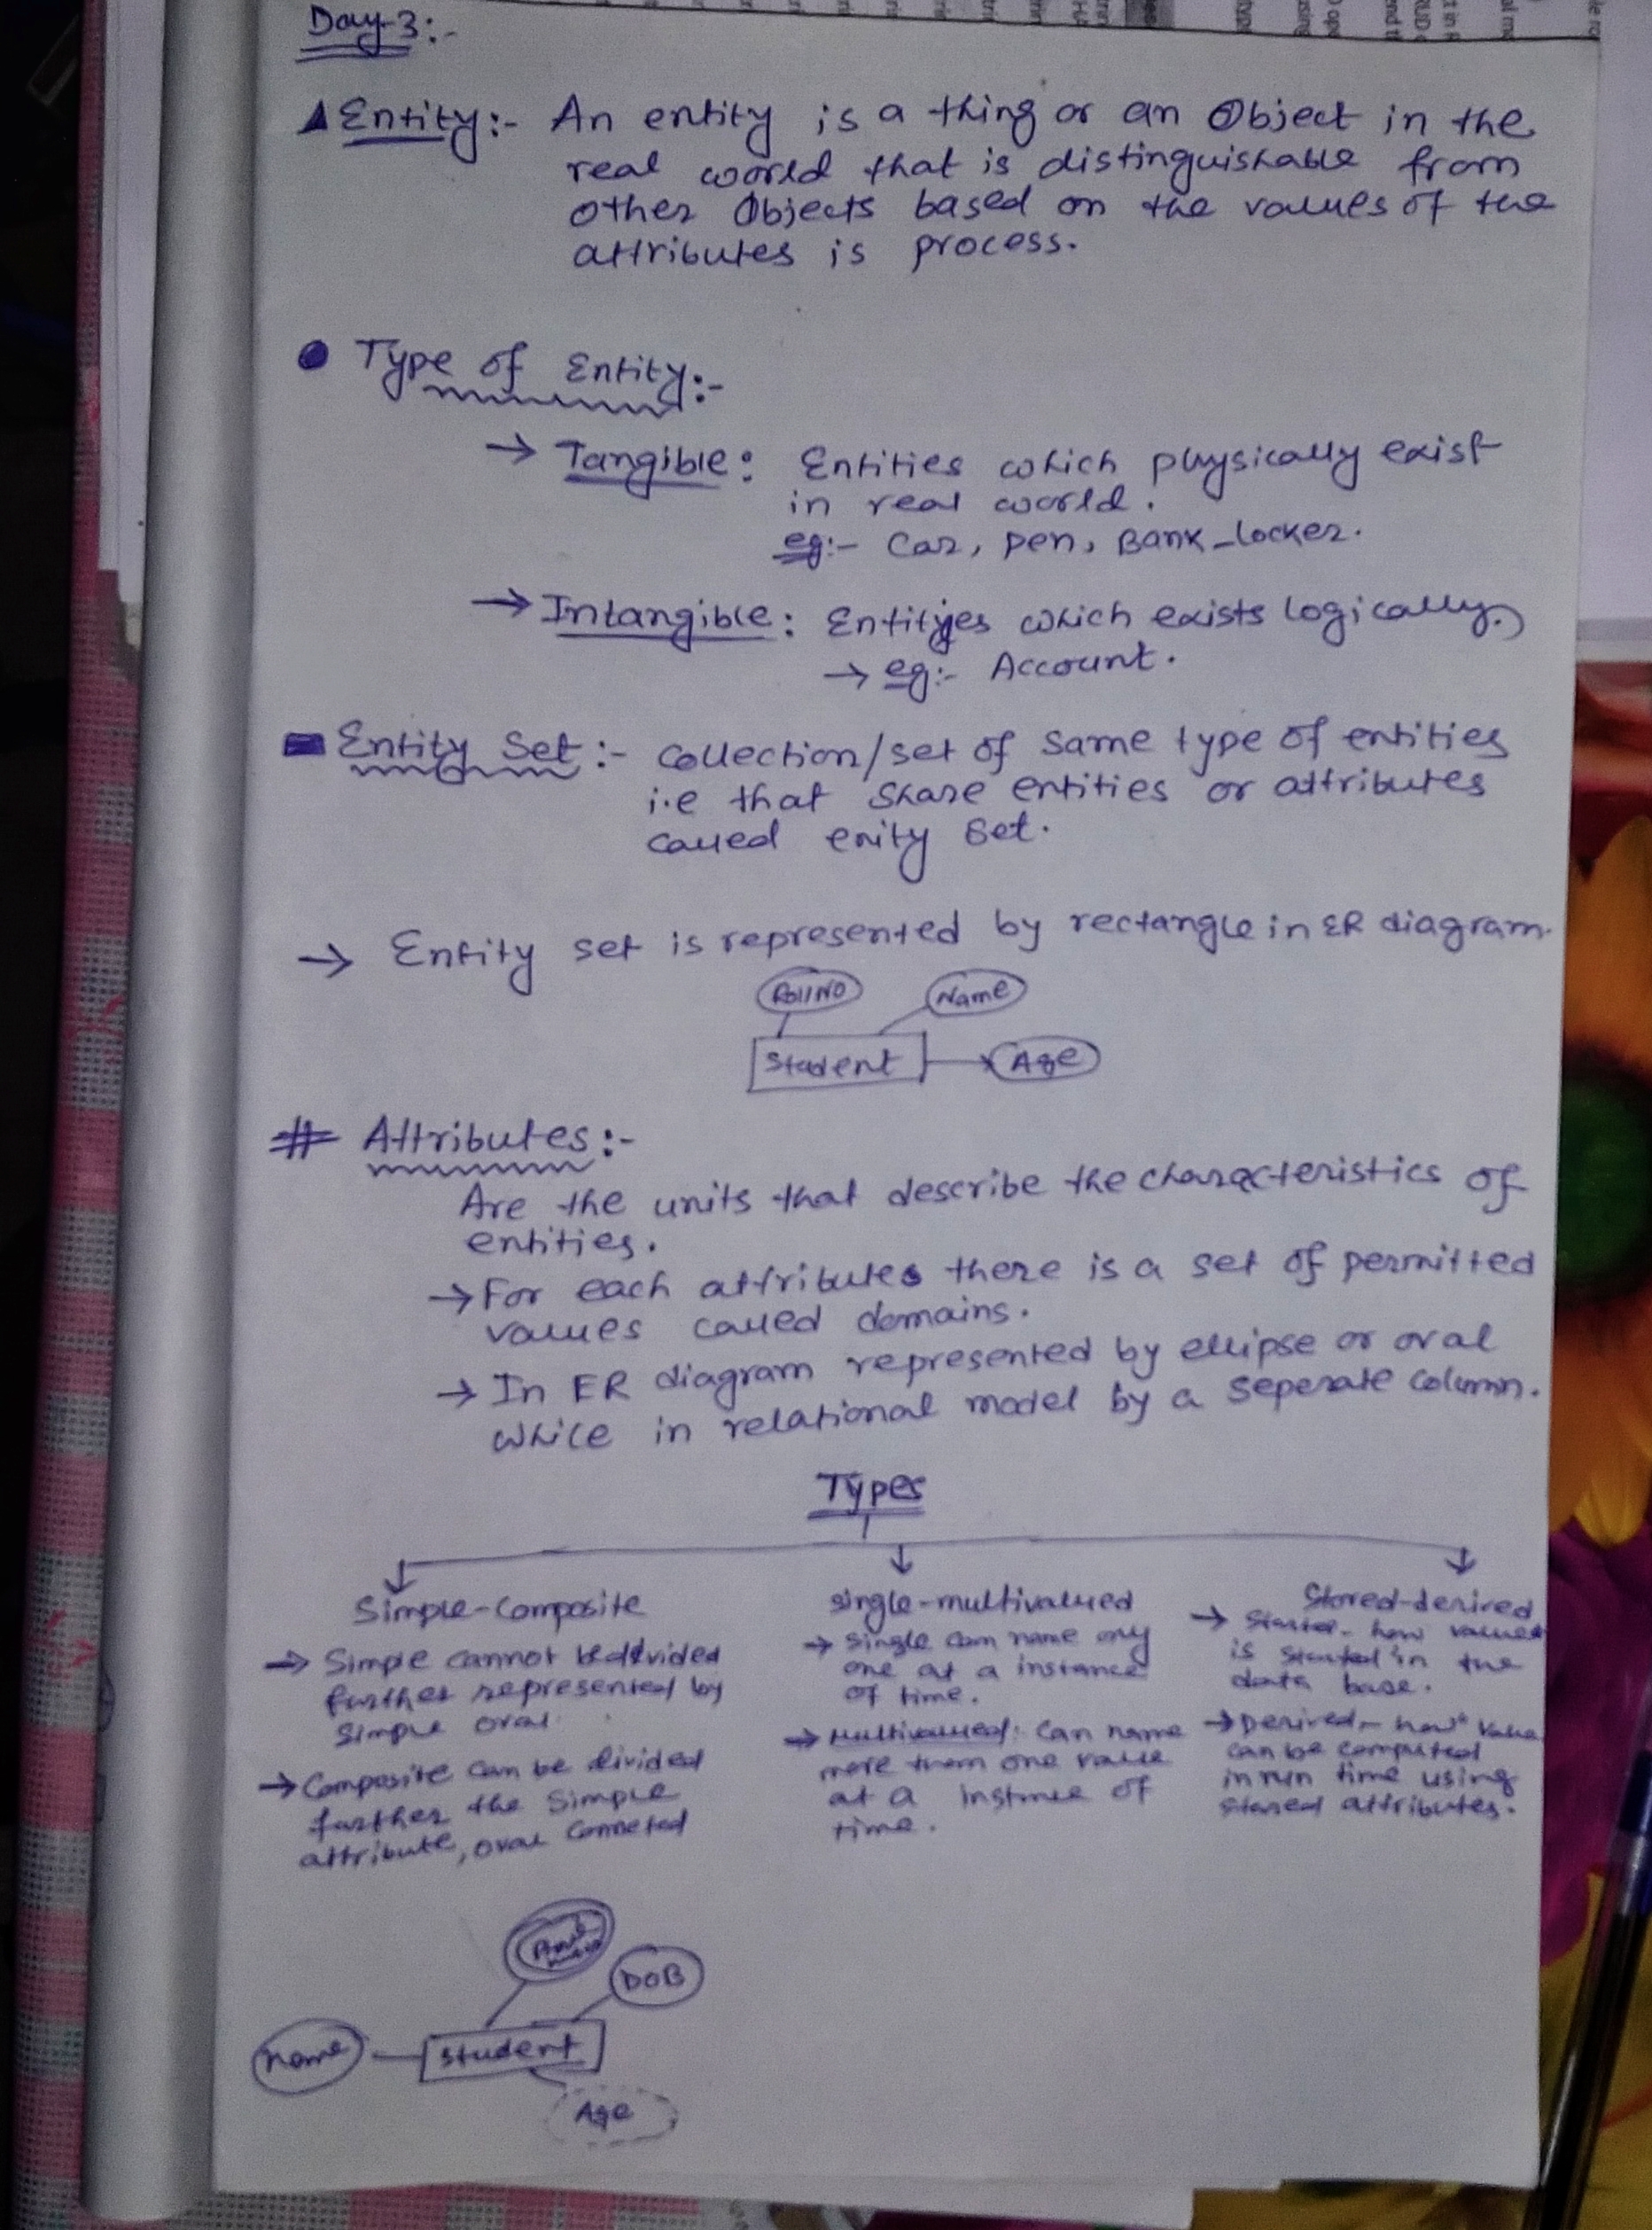 Day-3:-
Entity:- An entity is a thing or an Object in the
real world that is distinguishable from
other Objects based on the values of the
attributes is process.
Type of Entity:-
→ Tangible: Entities which physically exist
in real world.
eg:- Car, pen, Bank-locker.
→ Intangible: Entities which exists logically.
→ eg:- Account.
Entity Set:- collection/set of same type of entities
i.e that share entities or attributes
called enity set.
→ Entity set is represented by rectangle in ER diagram.
RollNO Name
Student Age
# Attributes:-
Are the units that describe the characteristics of
entities.
→ For each attributes there is a set of permitted
values called domains.
→ In ER diagram represented by ellipse or oval
while in relational model by a seperate column.
Types
Simple-Composite
→ Simple cannot be divided
further represented by
simple oval.
→ Composite can be divided
further the simple
attribute, oval conneted
single-multivalued
→ Single can name only
one at a instance
of time.
→ Multivalued: Can name
more than one value
at a instance of
time.
Stored-derived
→ how values
is in the
data base.
→ Derived- how value
can be computed
in run time using
stored attributes.
DOB
Name Student
Age